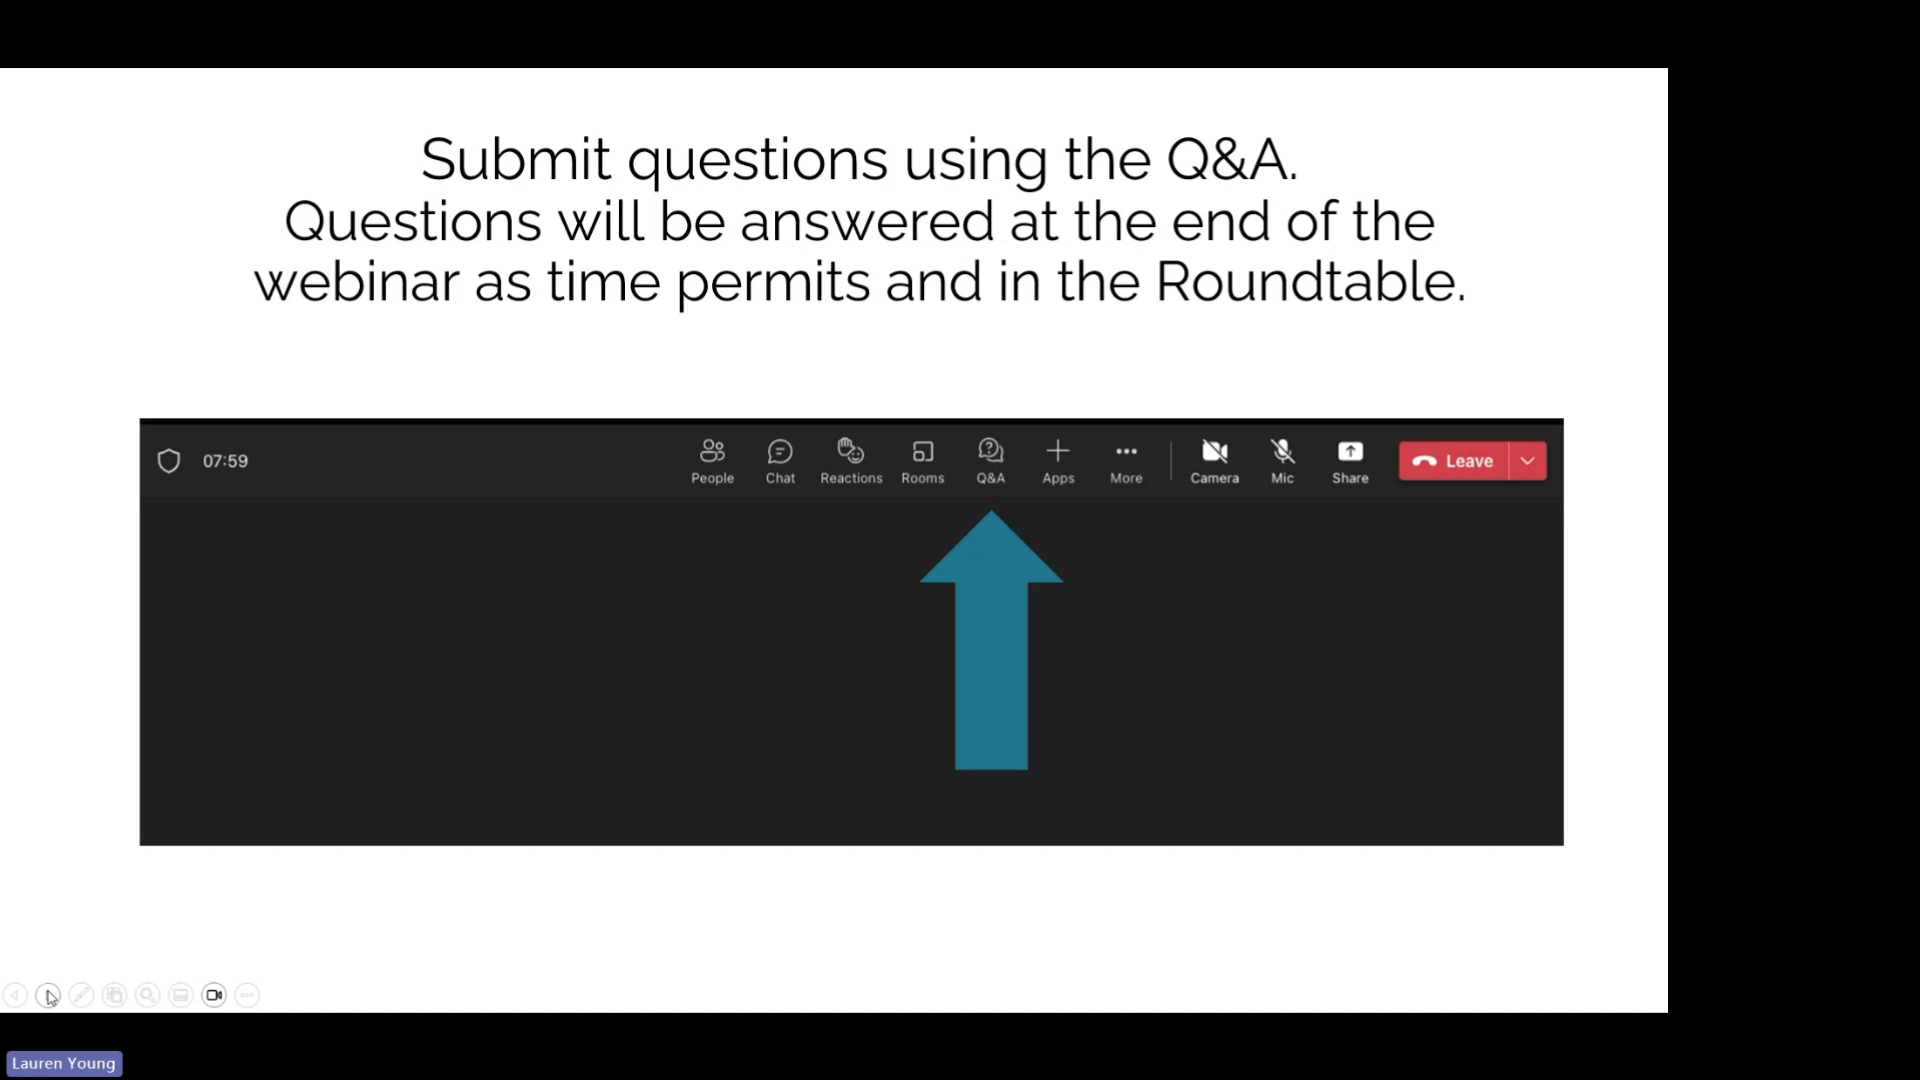 Submit questions using the Q&A.
Questions will be answered at the end of the
webinar as time permits and in the Roundtable.
07:59
People Chat Reactions Rooms Q&A Apps More Camera Mic Share Leave
Lauren Young